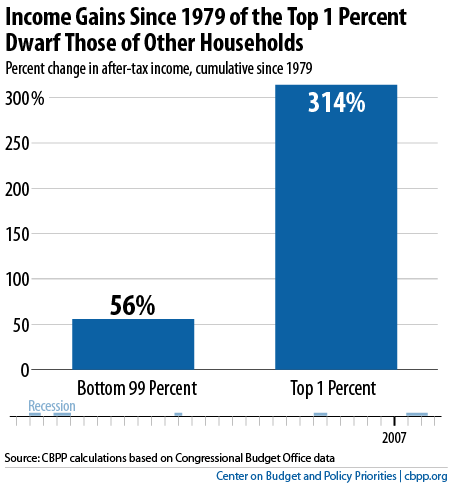 Income Gains Since 1979 of the Top 1 Percent
Dwarf Those of Other Households
Percent change in after-tax income, cumulative since 1979
300%
250
200
150
100
50
0
56%
314%
Bottom 99 Percent
Top 1 Percent
Recession
2007
Source: CBPP calculations based on Congressional Budget Office data
Center on Budget and Policy Priorities | cbpp.org